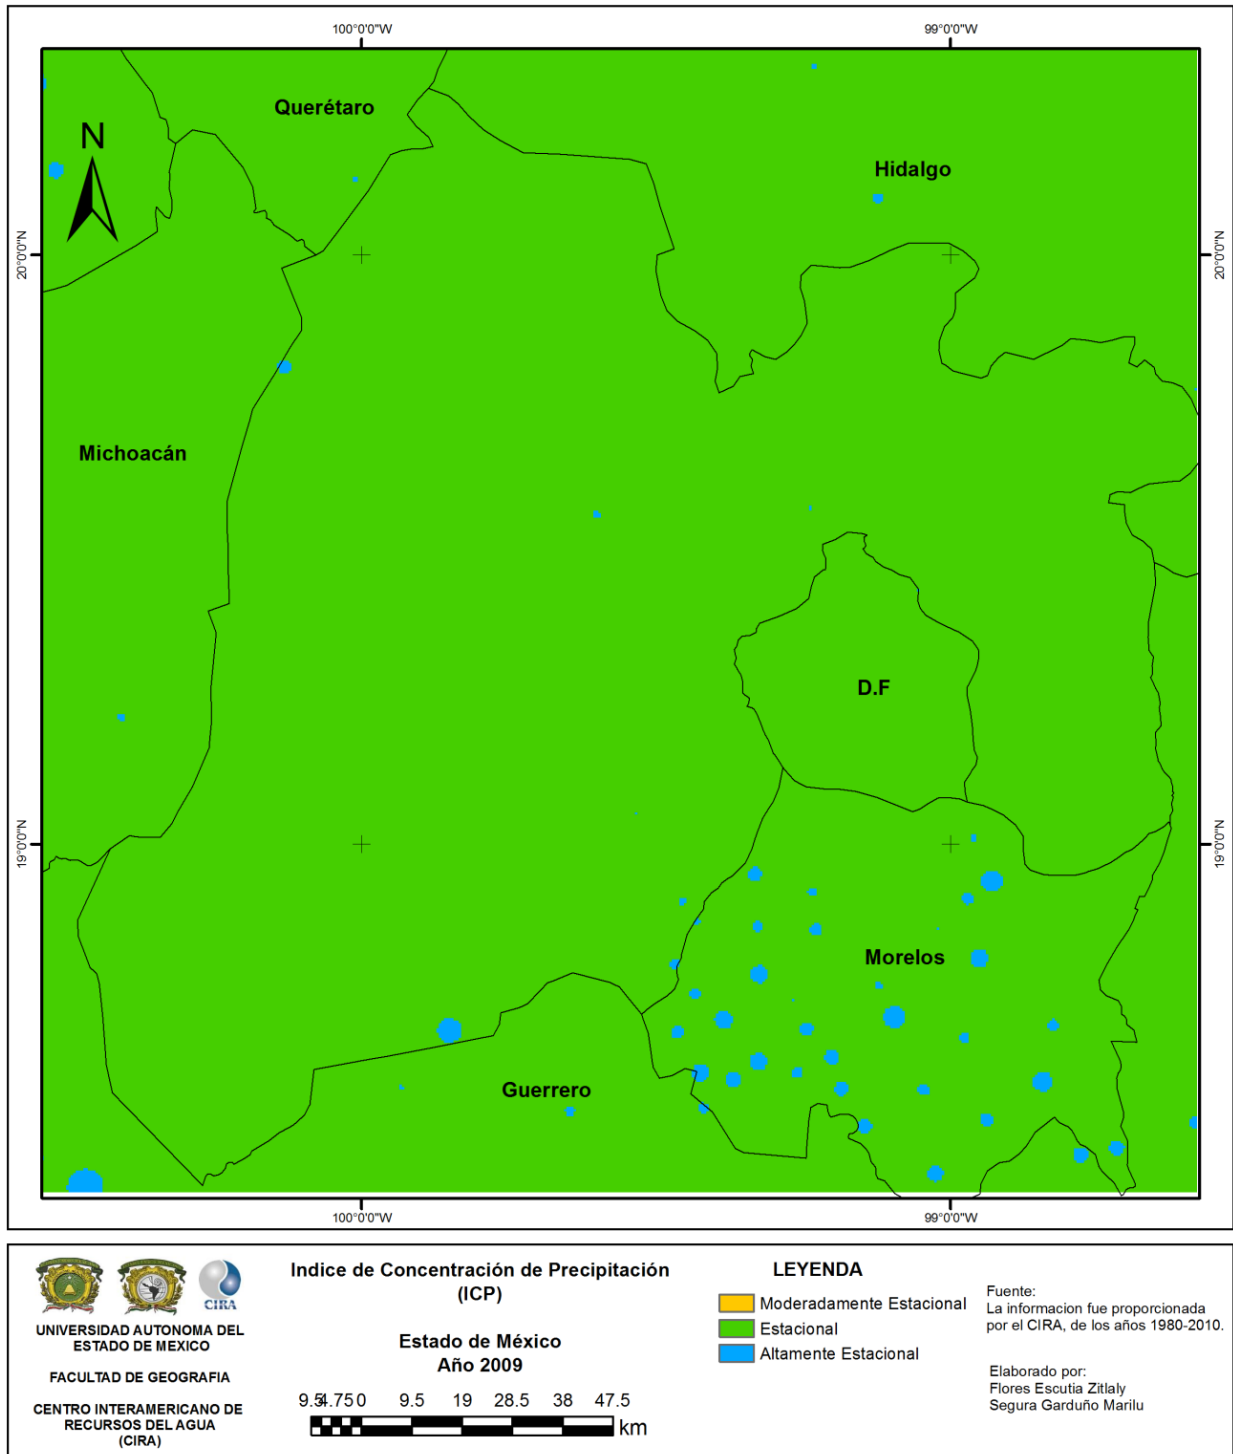 100°0'0"W
99°0'0"W
Querétaro
N
Hidalgo
20°0'0"N
20°0'0"N
Michoacán
D.F
19°0'0"N
19°0'0"N
Morelos
Guerrero
100°0'0"W
99°0'0"W
CIRA
UNIVERSIDAD AUTONOMA DEL
ESTADO DE MEXICO
FACULTAD DE GEOGRAFIA
CENTRO INTERAMERICANO DE
RECURSOS DEL AGUA
(CIRA)
Indice de Concentración de Precipitación
(ICP)
Estado de México
Año 2009
9.5 4.75 0 9.5 19 28.5 38 47.5
km
LEYENDA
Moderadamente Estacional
Estacional
Altamente Estacional
Fuente:
La informacion fue proporcionada
por el CIRA, de los años 1980-2010.
Elaborado por:
Flores Escutia Zitlaly
Segura Garduño Marilu